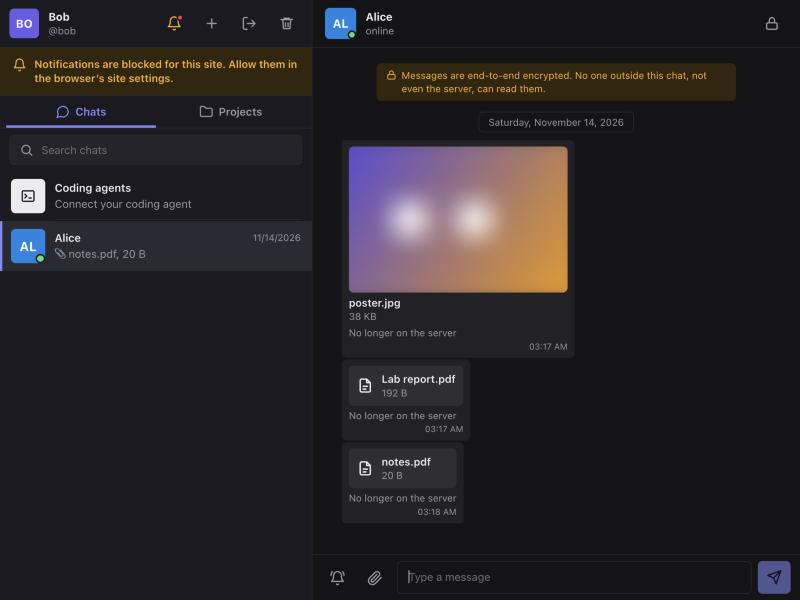 BO
Bob
@bob
Notifications are blocked for this site. Allow them in
the browser's site settings.
Chats
Projects
Search chats
Coding agents
Connect your coding agent
AL
Alice
11/14/2026
notes.pdf, 20 B
AL
Alice
online
Messages are end-to-end encrypted. No one outside this chat, not
even the server, can read them.
Saturday, November 14, 2026
poster.jpg
38 KB
No longer on the server
03:17 AM
Lab report.pdf
192 B
No longer on the server
03:17 AM
notes.pdf
20 B
No longer on the server
03:18 AM
Type a message